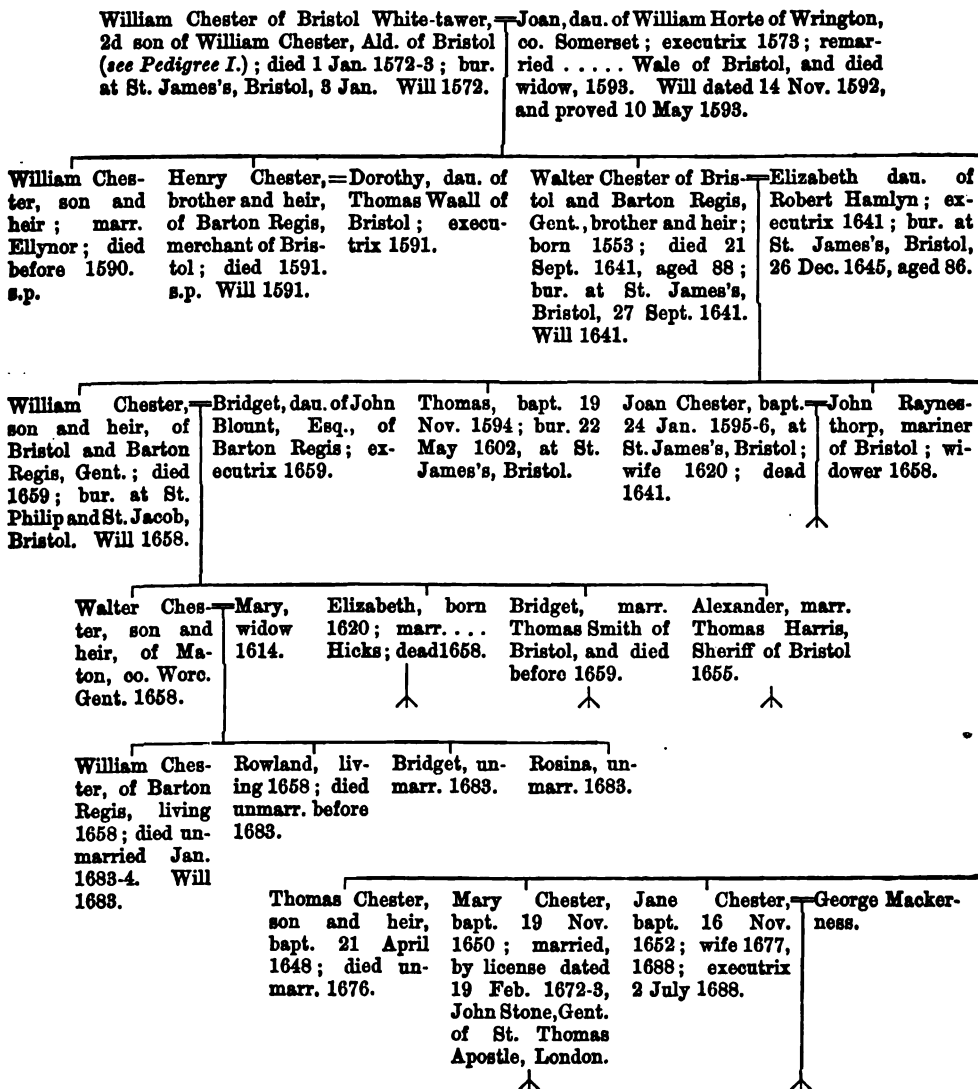 William Chester of Bristol White-tawer,
2d son of William Chester, Ald. of Bristol
(see Pedigree I.) ; died 1 Jan. 1572-3 ; bur.
at St. James's, Bristol, 3 Jan. Will 1572.
Joan, dau. of William Horte of Wrington,
co. Somerset ; executrix 1573 ; remar-
ried . . . . . Wale of Bristol, and died
widow, 1593. Will dated 14 Nov. 1592,
and proved 10 May 1593.
William Ches-
ter, son and
heir ; marr.
Ellynor ; died
before 1590.
s.p.
Henry Chester,
brother and heir,
of Barton Regis,
merchant of Bris-
tol ; died 1591.
s.p. Will 1591.
Dorothy, dau. of
Thomas Waall of
Bristol ; execu-
trix 1591.
Walter Chester of Bris-
tol and Barton Regis,
Gent., brother and heir ;
born 1553 ; died 21
Sept. 1641, aged 88 ;
bur. at St. James's,
Bristol, 27 Sept. 1641.
Will 1641.
Elizabeth dau. of
Robert Hamlyn ; ex-
ecutrix 1641 ; bur. at
St. James's, Bristol,
26 Dec. 1645, aged 86.
William Chester,
son and heir, of
Bristol and Barton
Regis, Gent. ; died
1659 ; bur. at St.
Philip and St. Jacob,
Bristol. Will 1658.
Bridget, dau. of John
Blount, Esq., of
Barton Regis ; ex-
ecutrix 1659.
Thomas, bapt. 19
Nov. 1594 ; bur. 22
May 1602, at St.
James's, Bristol.
Joan Chester, bapt.
24 Jan. 1595-6, at
St. James's, Bristol ;
wife 1620 ; dead
1641.
John Raynes-
thorp, mariner
of Bristol ; wi-
dower 1658.
Walter Ches-
ter, son and
heir, of Ma-
ton, co. Worc.
Gent. 1658.
Mary,
widow
1614.
Elizabeth, born
1620 ; marr. . . .
Hicks ; dead 1658.
Bridget, marr.
Thomas Smith of
Bristol, and died
before 1659.
Alexander, marr.
Thomas Harris,
Sheriff of Bristol
1655.
William Ches-
ter, of Barton
Regis, living
1658 ; died un-
married Jan.
1683-4. Will
1683.
Rowland, liv-
ing 1658 ; died
unmarr. before
1683.
Bridget, un-
marr. 1683.
Rosina, un-
marr. 1683.
Thomas Chester,
son and heir,
bapt. 21 April
1648 ; died un-
marr. 1676.
Mary Chester,
bapt. 19 Nov.
1650 ; married,
by license dated
19 Feb. 1672-3,
John Stone, Gent.
of St. Thomas
Apostle, London.
Jane Chester,
bapt. 16 Nov.
1652 ; wife 1677,
1688 ; executrix
2 July 1688.
George Macker-
ness.